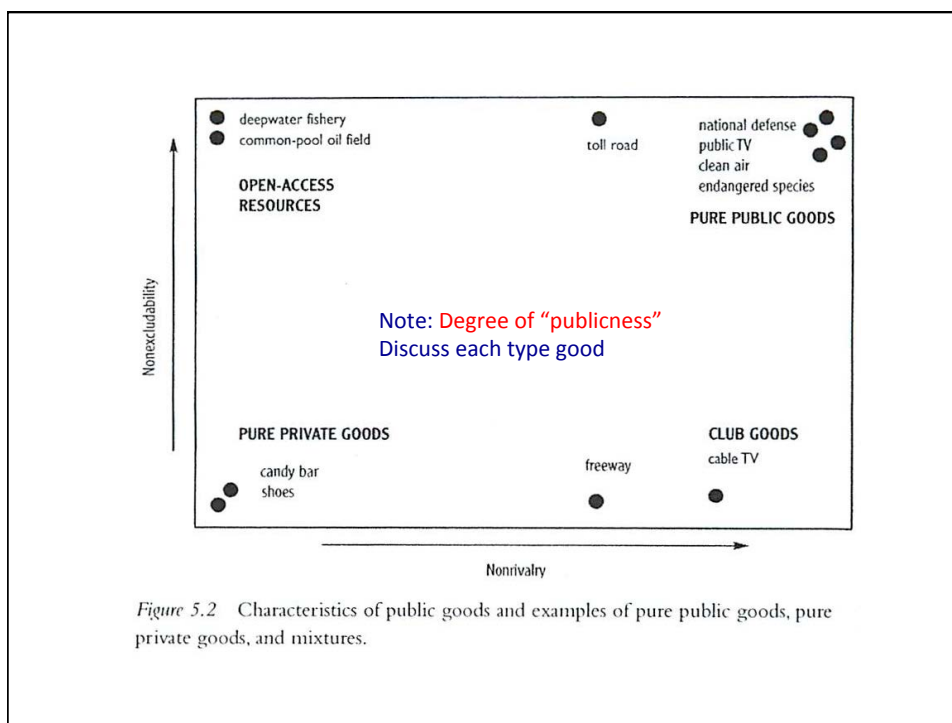 deepwater fishery
common-pool oil field
OPEN-ACCESS
RESOURCES
toll road
national defense
public TV
clean air
endangered species
PURE PUBLIC GOODS
Nonexcludability
Note: Degree of “publicness”
Discuss each type good
PURE PRIVATE GOODS
candy bar
shoes
freeway
CLUB GOODS
cable TV
Nonrivalry
Figure 5.2 Characteristics of public goods and examples of pure public goods, pure
private goods, and mixtures.